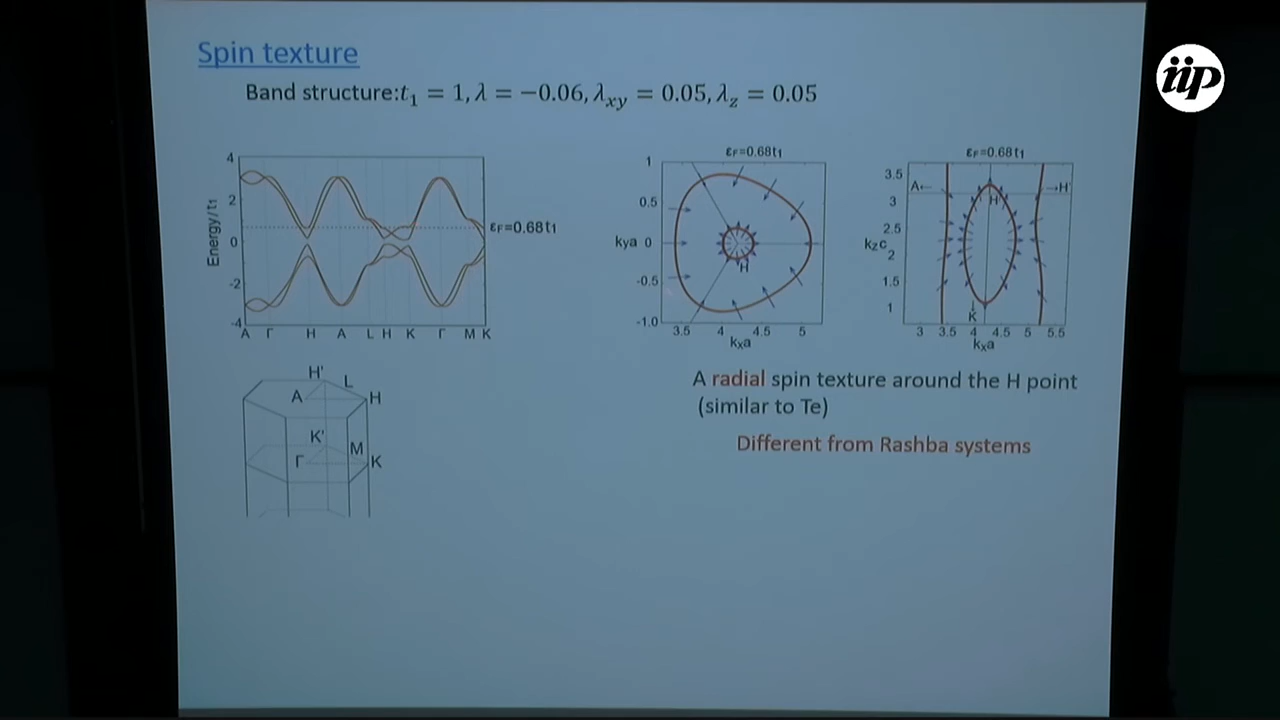 iip
Spin texture
Band structure:t₁ = 1, λ = −0.06, λxy = 0.05, λz = 0.05
4
2
0
-2
-4
Energy/t₁
εF=0.68t₁
A Γ H A L H K Γ M K
εF=0.68t₁
1
0.5
kya 0
-0.5
-1.0
H
3.5 4 4.5 5
kxa
εF=0.68t₁
3.5
3
2.5
kzc
2
1.5
1
A←
→H'
H
K
3 3.5 4 4.5 5 5.5
kxa
H'
L
A
H
K'
M
Γ
K
A radial spin texture around the H point
(similar to Te)
Different from Rashba systems